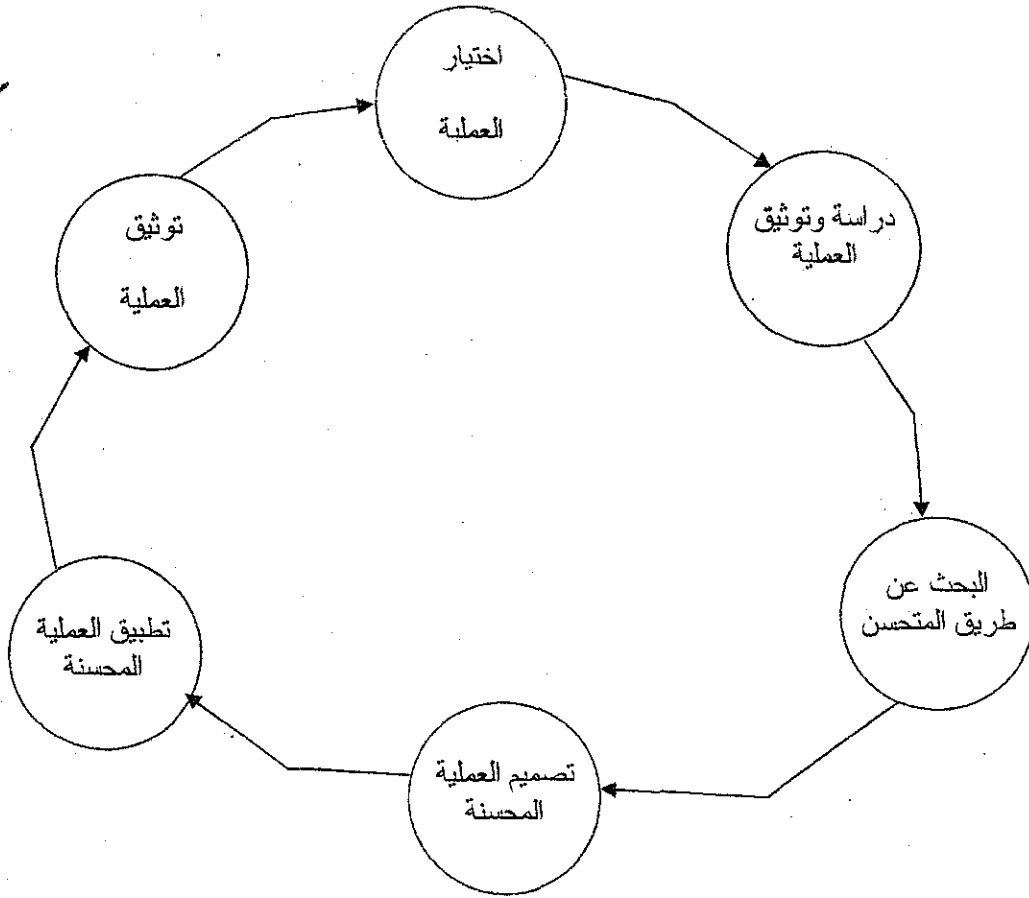 اختيار
العملية
دراسة وتوثيق
العملية
البحث عن
طريق المتحسن
تصميم العملية
المحسنة
تطبيق العملية
المحسنة
توثيق
العملية